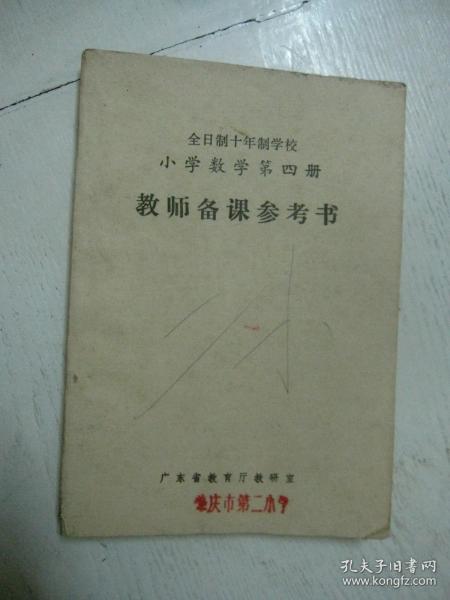 全日制十年制学校
小学数学第四册
教师备课参考书
广东省教育厅教研室
肇庆市第二小学
孔夫子旧书网
www.kongfz.com